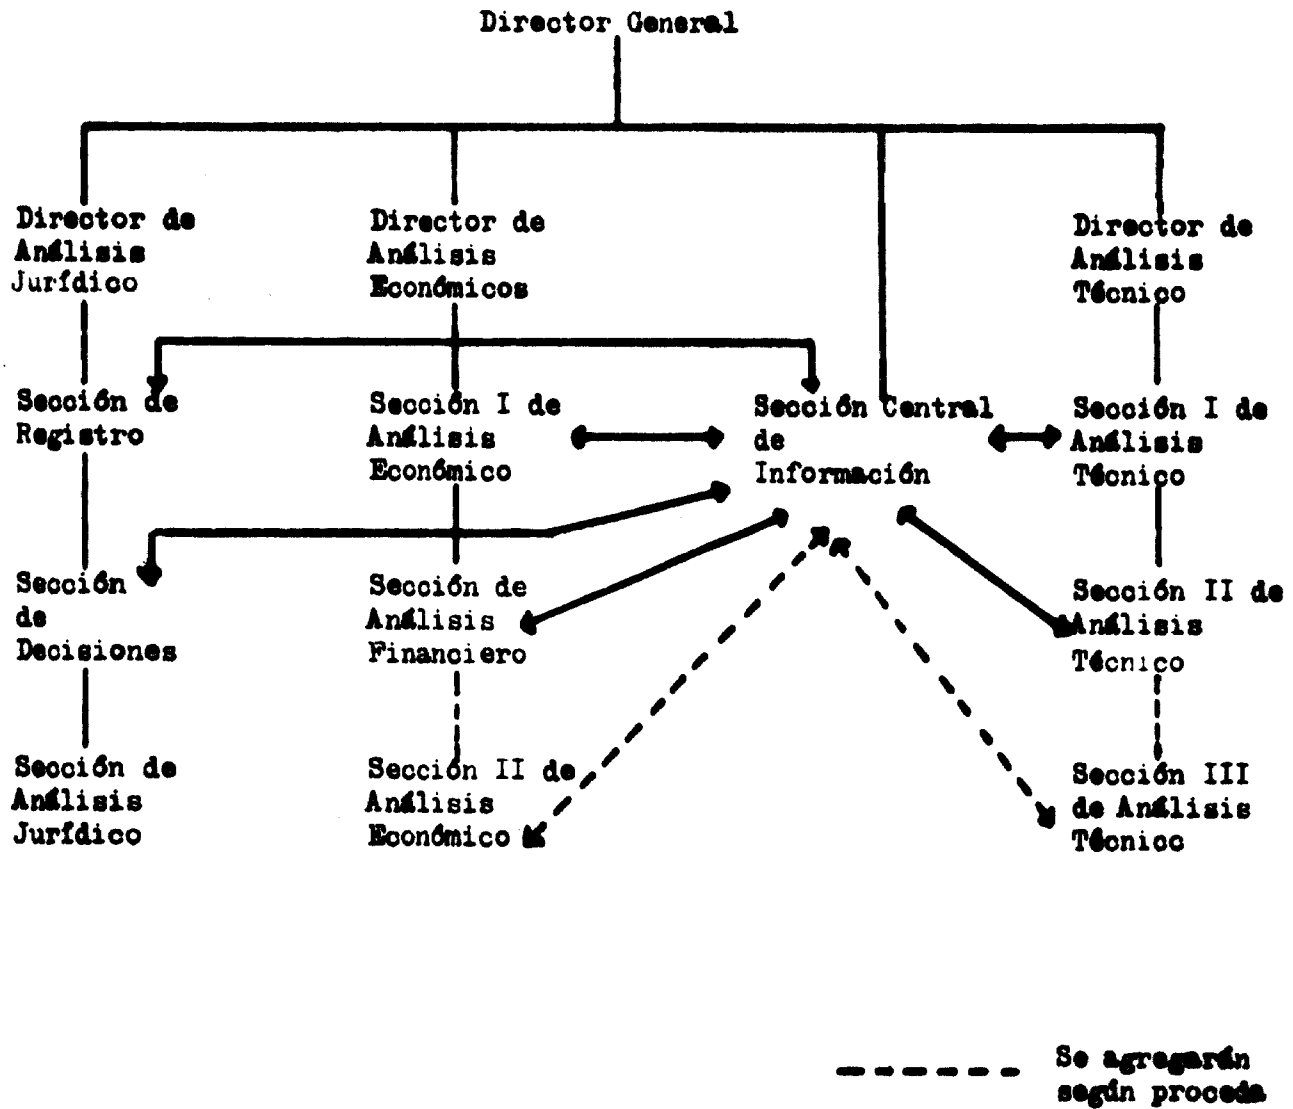 Director General
Director de
Análisis
Jurídico
Director de
Análisis
Económicos
Director de
Análisis
Técnico
Sección de
Registro
Sección I de
Análisis
Económico
Sección Central
de
Información
Sección I de
Análisis
Técnico
Sección
de
Decisiones
Sección de
Análisis
Financiero
Sección II de
Análisis
Técnico
Sección de
Análisis
Jurídico
Sección II de
Análisis
Económico
Sección III
de Análisis
Técnico
Se agregarán
según proceda